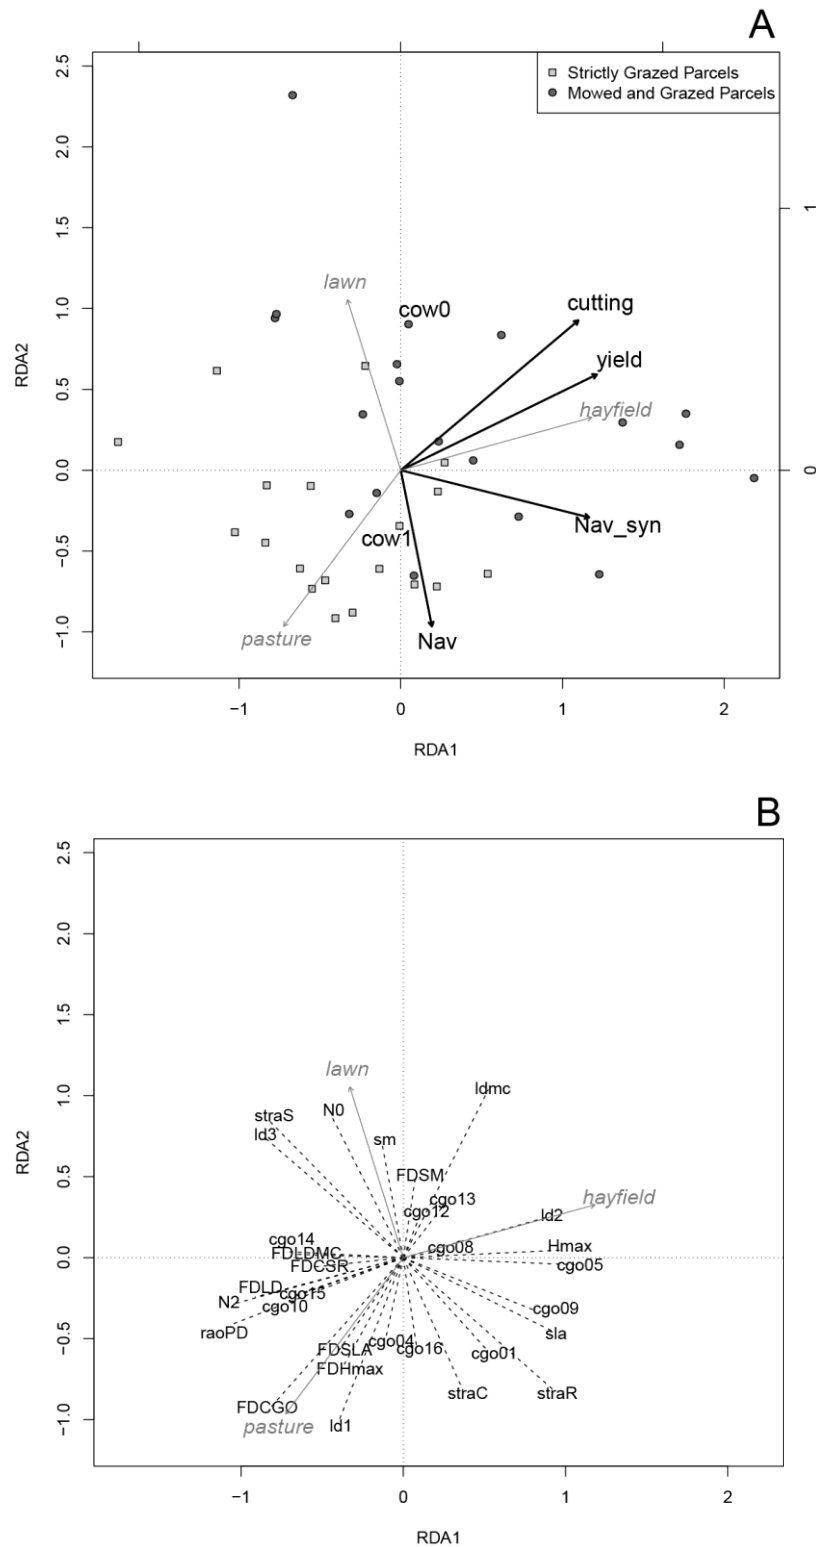 A
Strictly Grazed Parcels
Mowed and Grazed Parcels
2.5
2.0
1.5
1.0
0.5
0.0
−0.5
−1.0
1
0
RDA2
lawn
cow0
cutting
yield
hayfield
Nav_syn
cow1
pasture
Nav
−1
0
1
2
RDA1
B
2.5
2.0
1.5
1.0
0.5
0.0
−0.5
−1.0
RDA2
lawn
ldmc
straS
N0
ld3
sm
FDSM
cgo13
hayfield
cgo12
ld2
cgo14
cgo08
Hmax
FDLDMC
FDCSR
cgo05
FDLD
cgo15
N2
cgo10
cgo09
raoPD
sla
cgo04
FDSLA
cgo16
cgo01
FDHmax
straC
straR
FDCGO
pasture
ld1
−1
0
1
2
RDA1